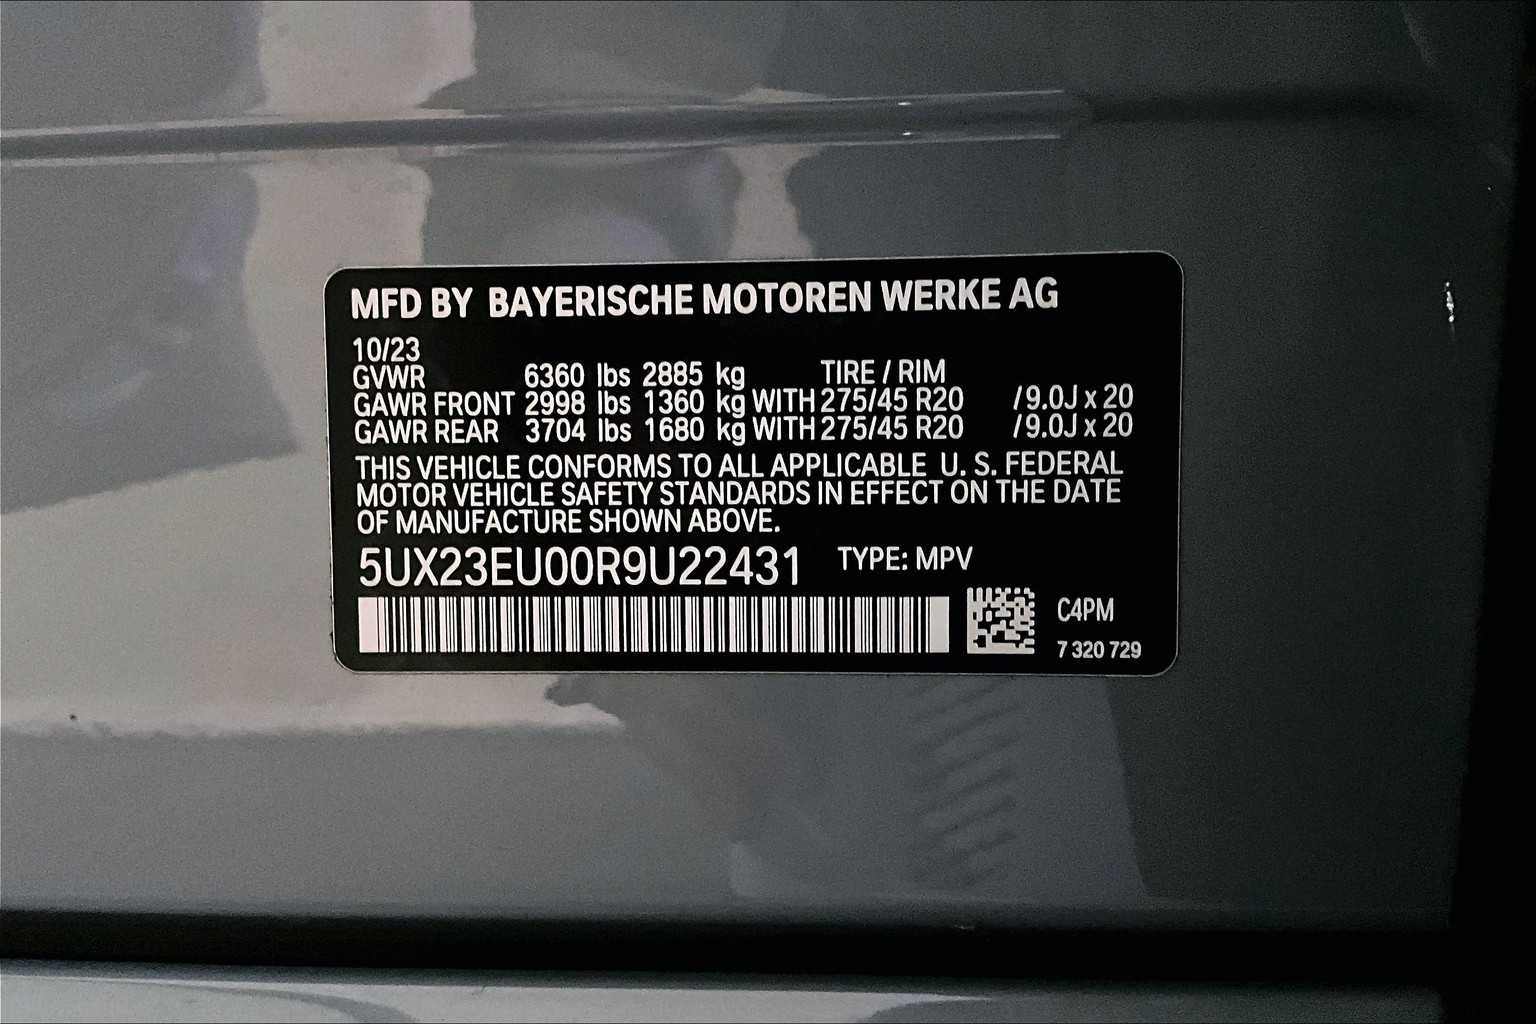 MFD BY BAYERISCHE MOTOREN WERKE AG
10/23
GVWR 6360 lbs 2885 kg TIRE / RIM
GAWR FRONT 2998 lbs 1360 kg WITH 275/45 R20 / 9.0J x 20
GAWR REAR 3704 lbs 1680 kg WITH 275/45 R20 / 9.0J x 20
THIS VEHICLE CONFORMS TO ALL APPLICABLE U. S. FEDERAL
MOTOR VEHICLE SAFETY STANDARDS IN EFFECT ON THE DATE
OF MANUFACTURE SHOWN ABOVE.
5UX23EU00R9U22431 TYPE: MPV
C4PM
7 320 729